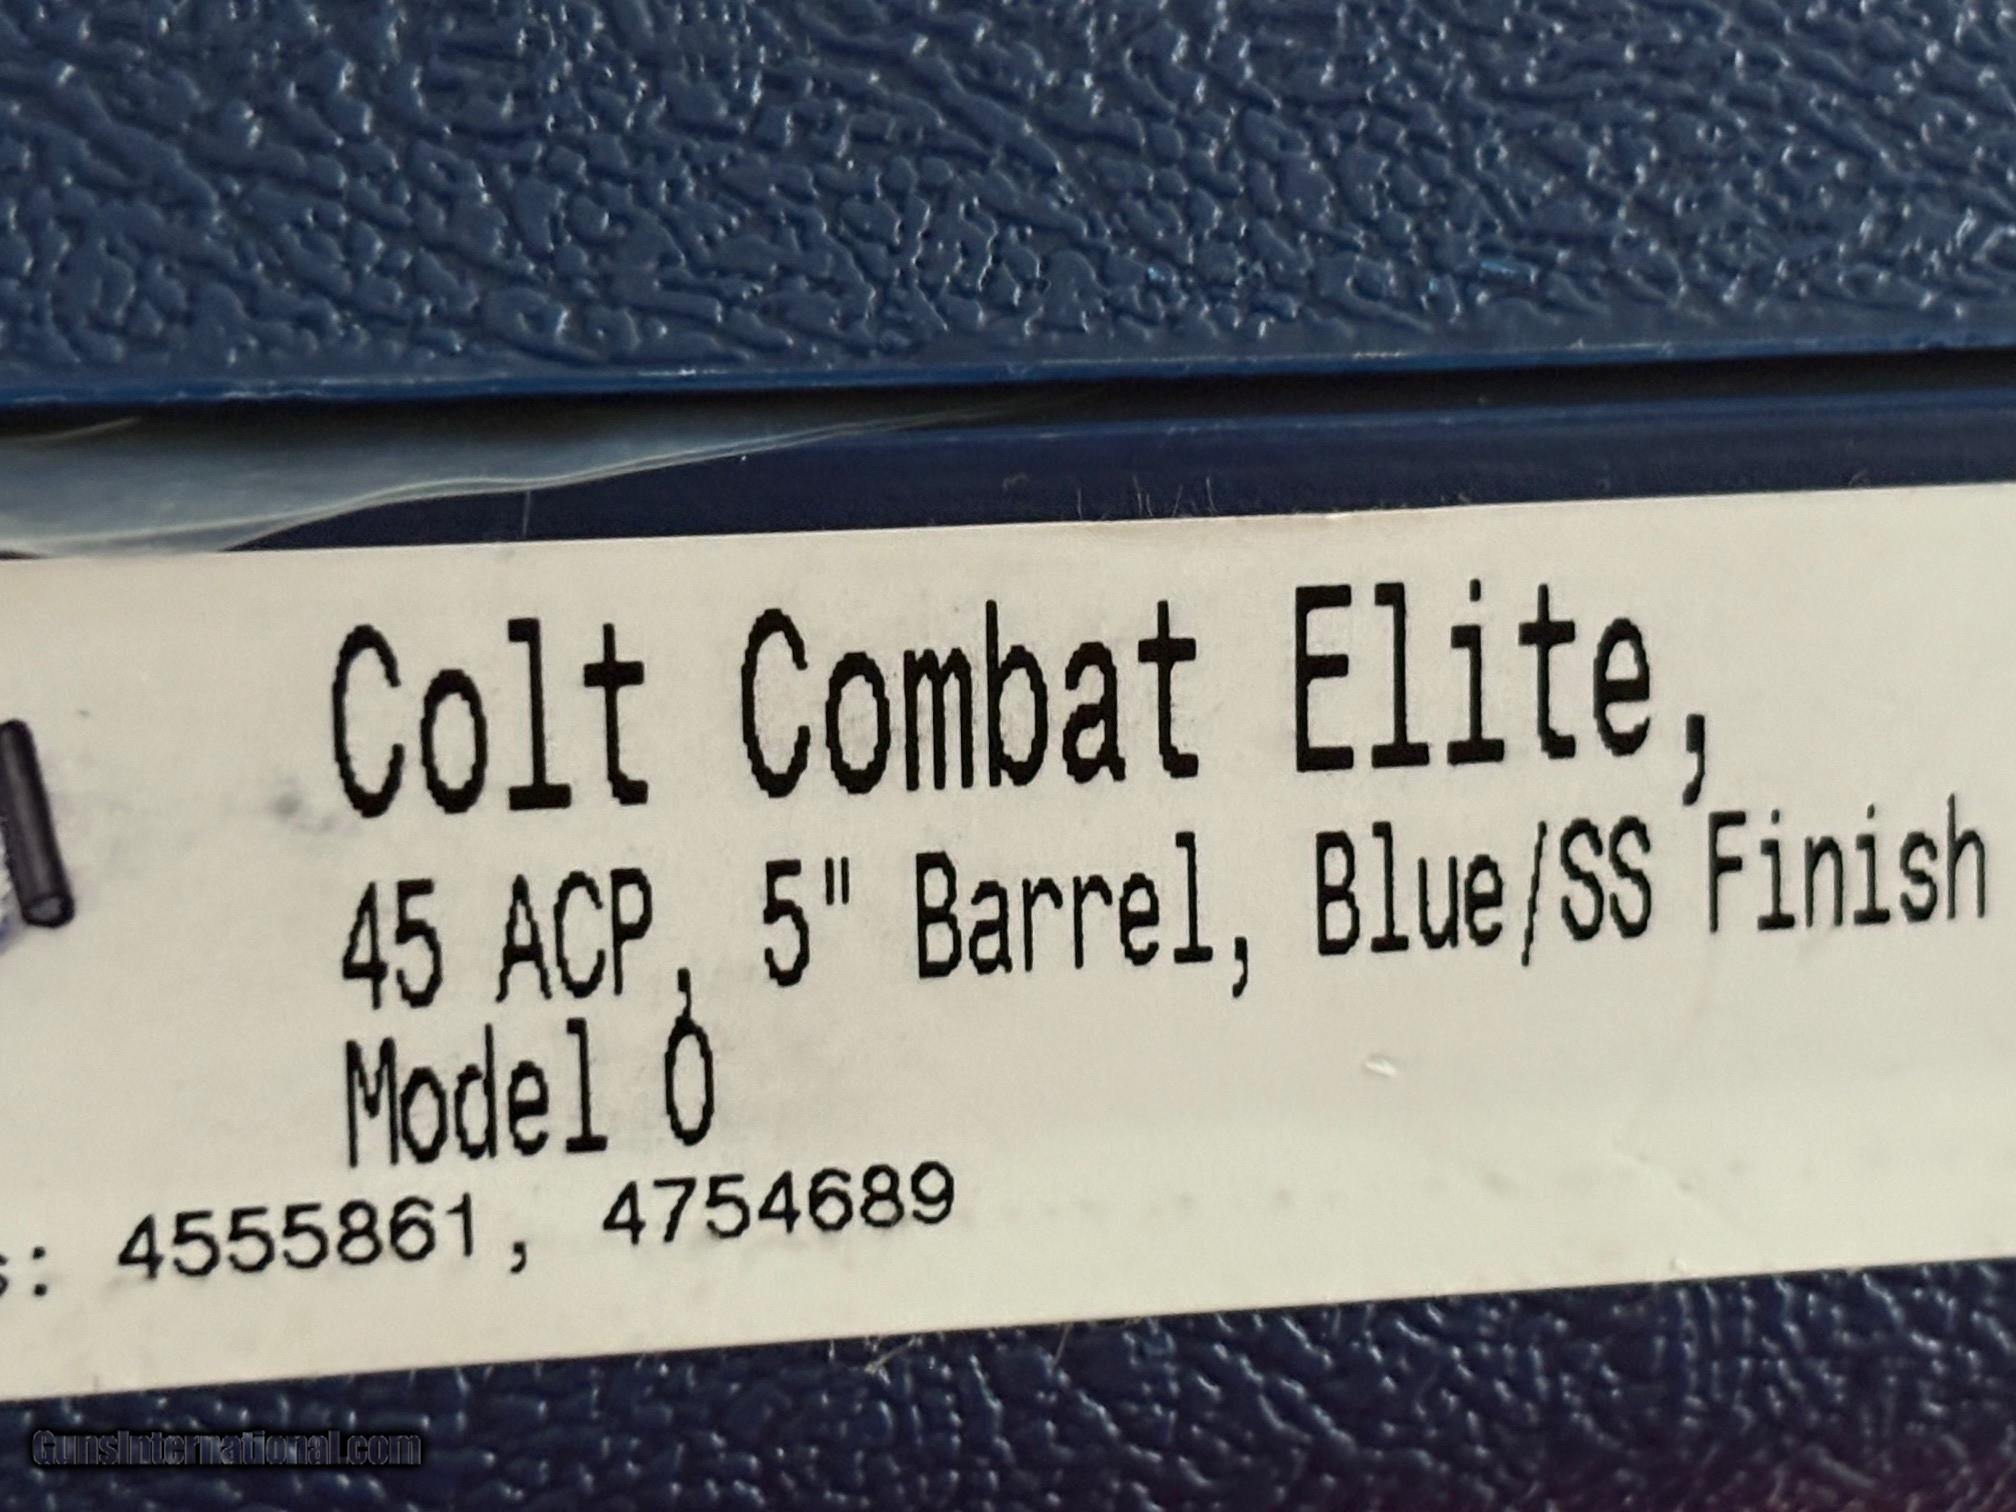 Colt Combat Elite,
45 ACP, 5" Barrel, Blue/SS Finish
Model O
s: 4555861, 4754689
GunsInternational.com